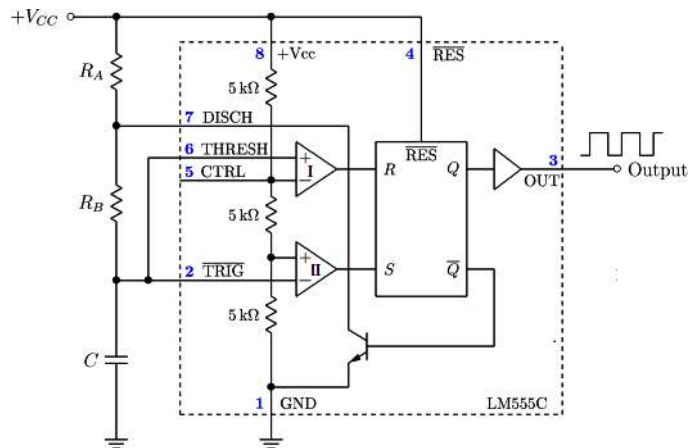 +V_CC
8 +Vcc
4 RES
R_A
5 kΩ
7 DISCH
6 THRESH
RES
3
+
I
R
Q
5 CTRL
−
OUT
Output
R_B
5 kΩ
+
II
2 TRIG
−
S
Q
5 kΩ
C
1 GND
LM555C